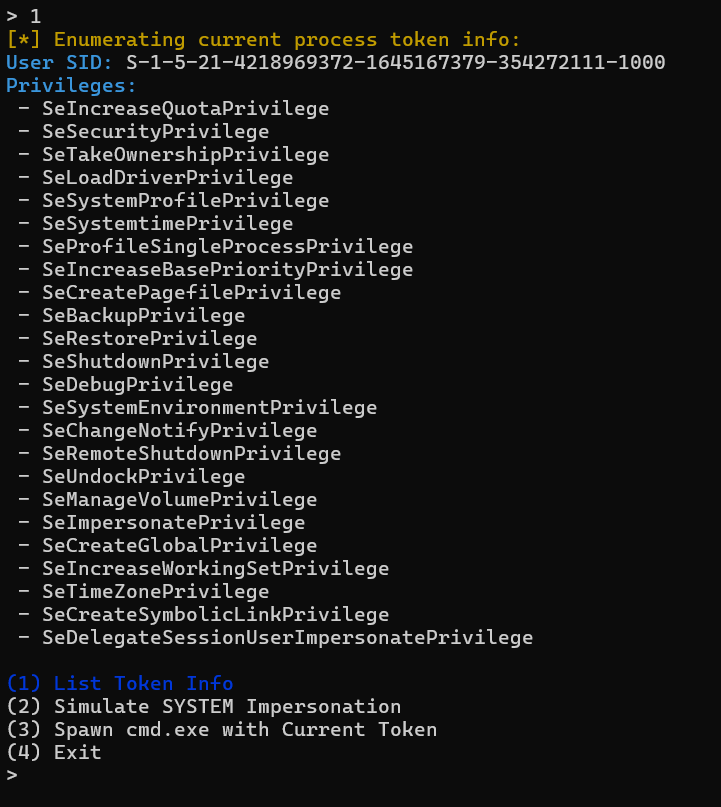 > 1
[*] Enumerating current process token info:
User SID: S-1-5-21-4218969372-1645167379-354272111-1000
Privileges:
 - SeIncreaseQuotaPrivilege
 - SeSecurityPrivilege
 - SeTakeOwnershipPrivilege
 - SeLoadDriverPrivilege
 - SeSystemProfilePrivilege
 - SeSystemtimePrivilege
 - SeProfileSingleProcessPrivilege
 - SeIncreaseBasePriorityPrivilege
 - SeCreatePagefilePrivilege
 - SeBackupPrivilege
 - SeRestorePrivilege
 - SeShutdownPrivilege
 - SeDebugPrivilege
 - SeSystemEnvironmentPrivilege
 - SeChangeNotifyPrivilege
 - SeRemoteShutdownPrivilege
 - SeUndockPrivilege
 - SeManageVolumePrivilege
 - SeImpersonatePrivilege
 - SeCreateGlobalPrivilege
 - SeIncreaseWorkingSetPrivilege
 - SeTimeZonePrivilege
 - SeCreateSymbolicLinkPrivilege
 - SeDelegateSessionUserImpersonatePrivilege
(1) List Token Info
(2) Simulate SYSTEM Impersonation
(3) Spawn cmd.exe with Current Token
(4) Exit
>